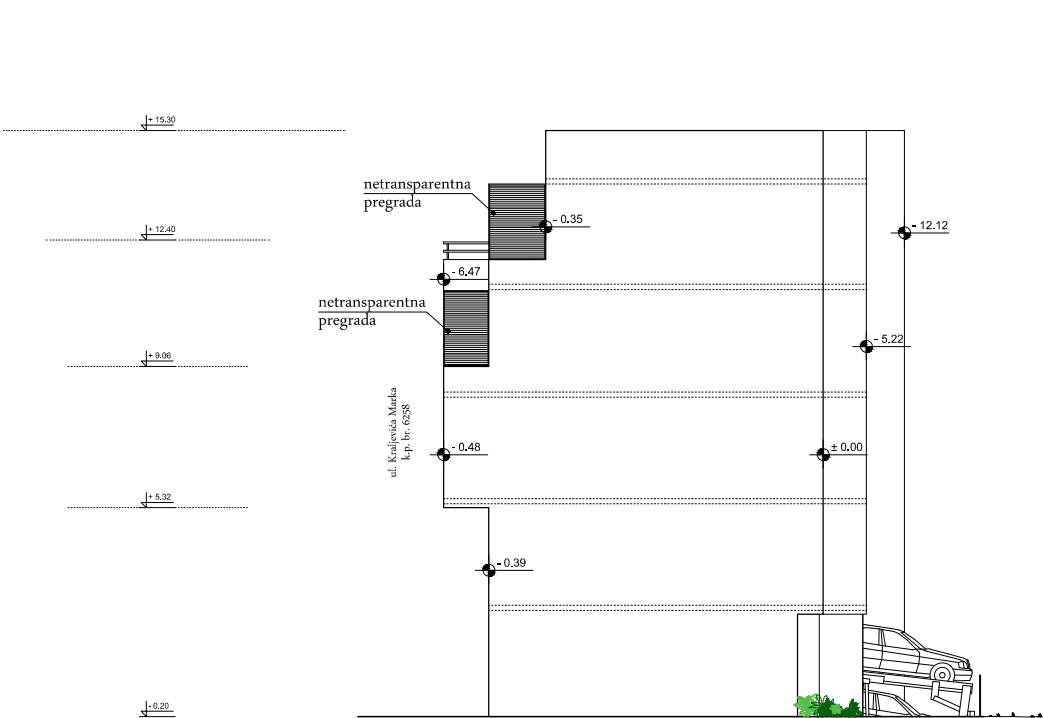 + 15.30
netransparentna
pregrada
- 0.35
+ 12.40
- 12.12
- 6.47
netransparentna
pregrada
- 5.22
+ 9.06
ul. Kraljevića Marka
k.p. br. 6258
- 0.48
± 0.00
+ 5.32
- 0.39
- 0.20